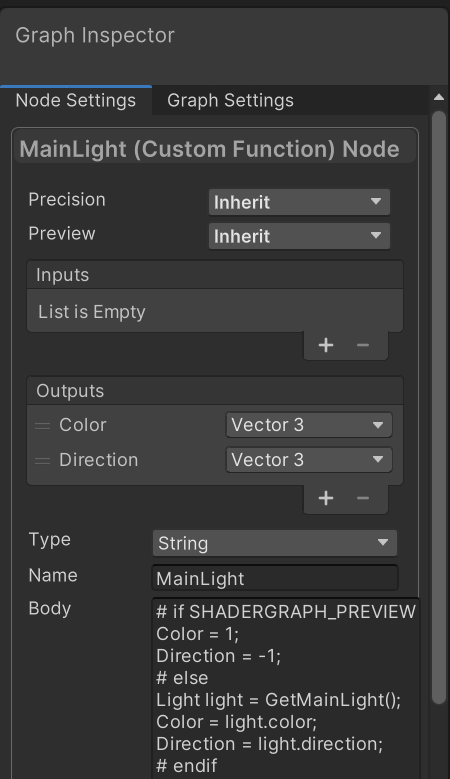 Graph Inspector
Node Settings Graph Settings
MainLight (Custom Function) Node
Precision Inherit
Preview Inherit
Inputs
List is Empty
+ −
Outputs
Color Vector 3
Direction Vector 3
+ −
Type String
Name MainLight
Body # if SHADERGRAPH_PREVIEW
Color = 1;
Direction = -1;
# else
Light light = GetMainLight();
Color = light.color;
Direction = light.direction;
# endif